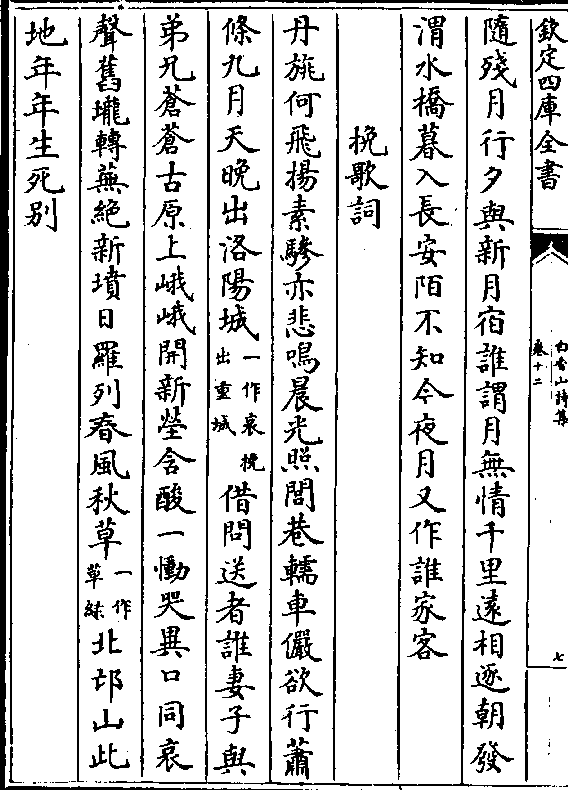 欽定四庫全書
白香山詩集
卷十二
七
隨殘月行夕與新月宿誰謂月無情千里遠相逐朝發
渭水橋暮入長安陌不知今夜月又作誰家客
挽歌詞
丹旐何飛揚素驂亦悲鳴晨光照閭巷轜車儼欲行蕭
條九月天晚出洛陽城一作哀挽出重城借問送者誰妻子與
弟兄蒼蒼古原上峨峨開新塋含酸一慟哭異口同哀
聲舊壠轉蕪絕新墳日羅列春風秋草一作草綠北邙山此
地年年生死別